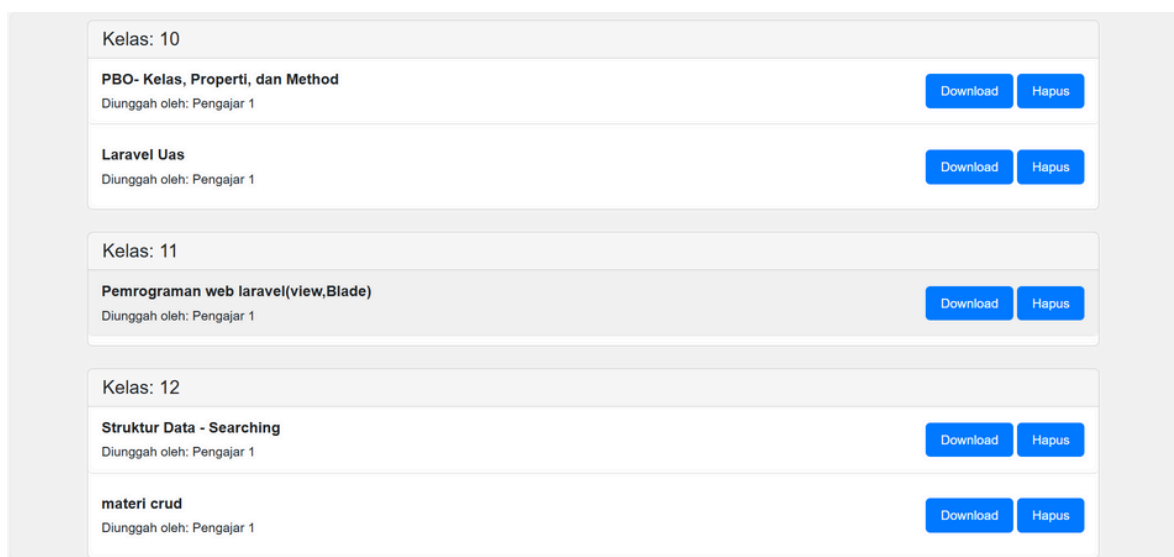 Kelas: 10
PBO- Kelas, Properti, dan Method
Diunggah oleh: Pengajar 1
Download Hapus
Laravel Uas
Diunggah oleh: Pengajar 1
Download Hapus
Kelas: 11
Pemrograman web laravel(view,Blade)
Diunggah oleh: Pengajar 1
Download Hapus
Kelas: 12
Struktur Data - Searching
Diunggah oleh: Pengajar 1
Download Hapus
materi crud
Diunggah oleh: Pengajar 1
Download Hapus